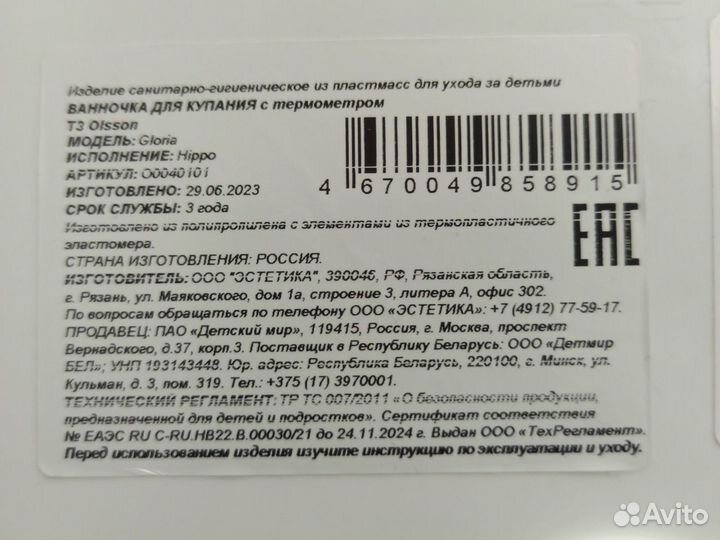 Изделие санитарно-гигиеническое из пластмасс для ухода за детьми
ВАННОЧКА ДЛЯ КУПАНИЯ с термометром
ТЗ Olsson
МОДЕЛЬ: Gloria
ИСПОЛНЕНИЕ: Hippo
АРТИКУЛ: О0040101
ИЗГОТОВЛЕНО: 29.06.2023
СРОК СЛУЖБЫ: 3 года
4 670049 858915
Изготовлено из полипропилена с элементами из термопластичного
эластомера.
EAC
СТРАНА ИЗГОТОВЛЕНИЯ: РОССИЯ.
ИЗГОТОВИТЕЛЬ: ООО "ЭСТЕТИКА", 390046, РФ, Рязанская область,
г. Рязань, ул. Маяковского, дом 1а, строение 3, литера А, офис 302.
По вопросам обращаться по телефону ООО «ЭСТЕТИКА»: +7 (4912) 77-59-17.
ПРОДАВЕЦ: ПАО «Детский мир», 119415, Россия, г. Москва, проспект
Вернадского, д.37, корп.3. Поставщик в Республику Беларусь: ООО «Детмир
БЕЛ»; УНП 193143448. Юр. адрес: Республика Беларусь, 220100, г. Минск, ул.
Кульман, д. 3, пом. 319. Тел.: +375 (17) 3970001.
ТЕХНИЧЕСКИЙ РЕГЛАМЕНТ: ТР ТС 007/2011 «О безопасности продукции,
предназначенной для детей и подростков». Сертификат соответствия
№ ЕАЭС RU C-RU.HB22.B.00030/21 до 24.11.2024 г. Выдан ООО «ТехРегламент».
Перед использованием изделия изучите инструкцию по эксплуатации и уходу.
Avito